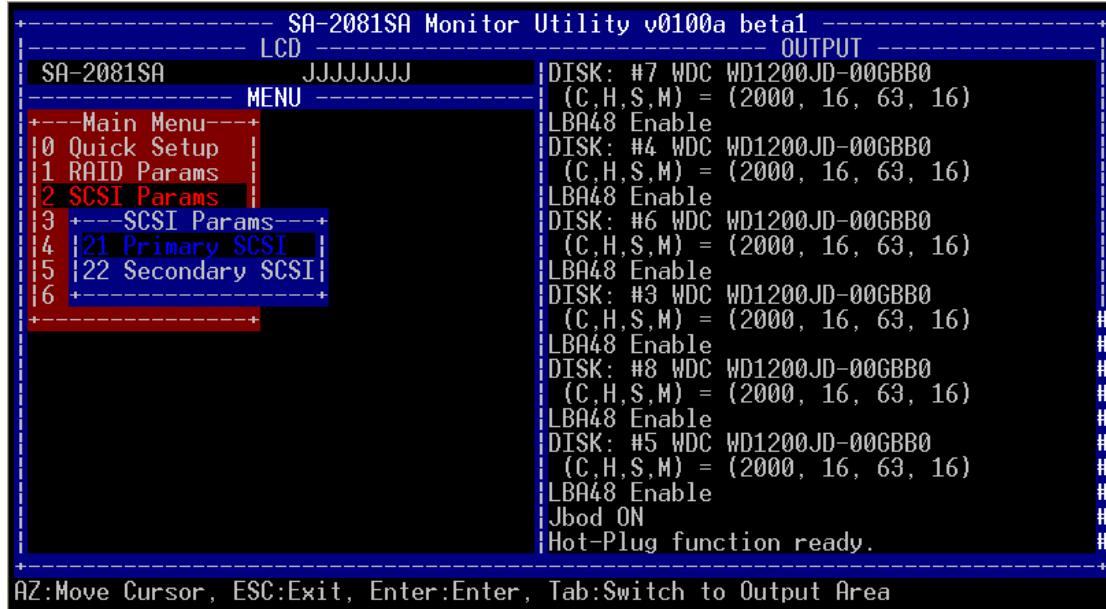 SA-2081SA Monitor Utility v0100a beta1
LCD
SA-2081SA JJJJJJJJ
MENU
+---Main Menu---+
0 Quick Setup
1 RAID Params
2 SCSI Params
3
4
5
6
+---SCSI Params---+
21 Primary SCSI
22 Secondary SCSI
OUTPUT
DISK: #7 WDC WD1200JD-00GBB0
(C,H,S,M) = (2000, 16, 63, 16)
LBA48 Enable
DISK: #4 WDC WD1200JD-00GBB0
(C,H,S,M) = (2000, 16, 63, 16)
LBA48 Enable
DISK: #6 WDC WD1200JD-00GBB0
(C,H,S,M) = (2000, 16, 63, 16)
LBA48 Enable
DISK: #3 WDC WD1200JD-00GBB0
(C,H,S,M) = (2000, 16, 63, 16)
LBA48 Enable
DISK: #8 WDC WD1200JD-00GBB0
(C,H,S,M) = (2000, 16, 63, 16)
LBA48 Enable
DISK: #5 WDC WD1200JD-00GBB0
(C,H,S,M) = (2000, 16, 63, 16)
LBA48 Enable
Jbod ON
Hot-Plug function ready.
AZ:Move Cursor, ESC:Exit, Enter:Enter, Tab:Switch to Output Area